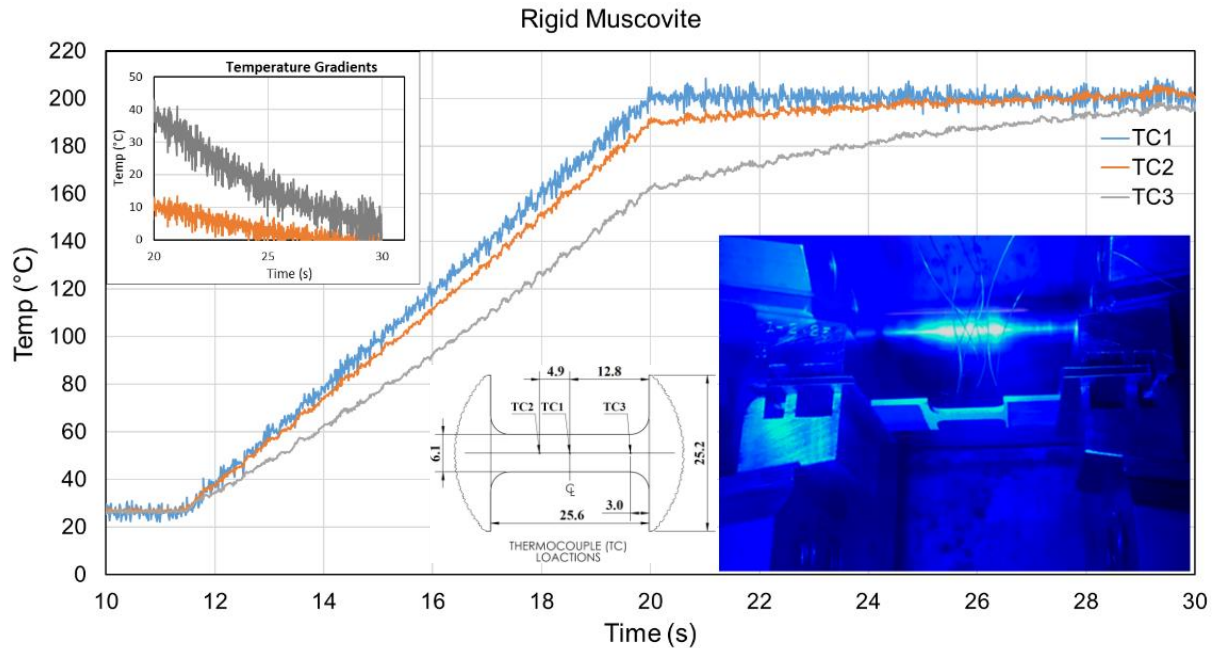 Rigid Muscovite
220
200
180
160
140
120
100
80
60
40
20
0
Temp (°C)
10 12 14 16 18 20 22 24 26 28 30
Time (s)
Temperature Gradients
50
40
30
20
10
0
Temp (°C)
20 25 30
Time (s)
TC1
TC2
TC3
4.9 12.8
TC2 TC1 TC3
6.1
25.2
℄
3.0
25.6
THERMOCOUPLE (TC)
LOACTIONS